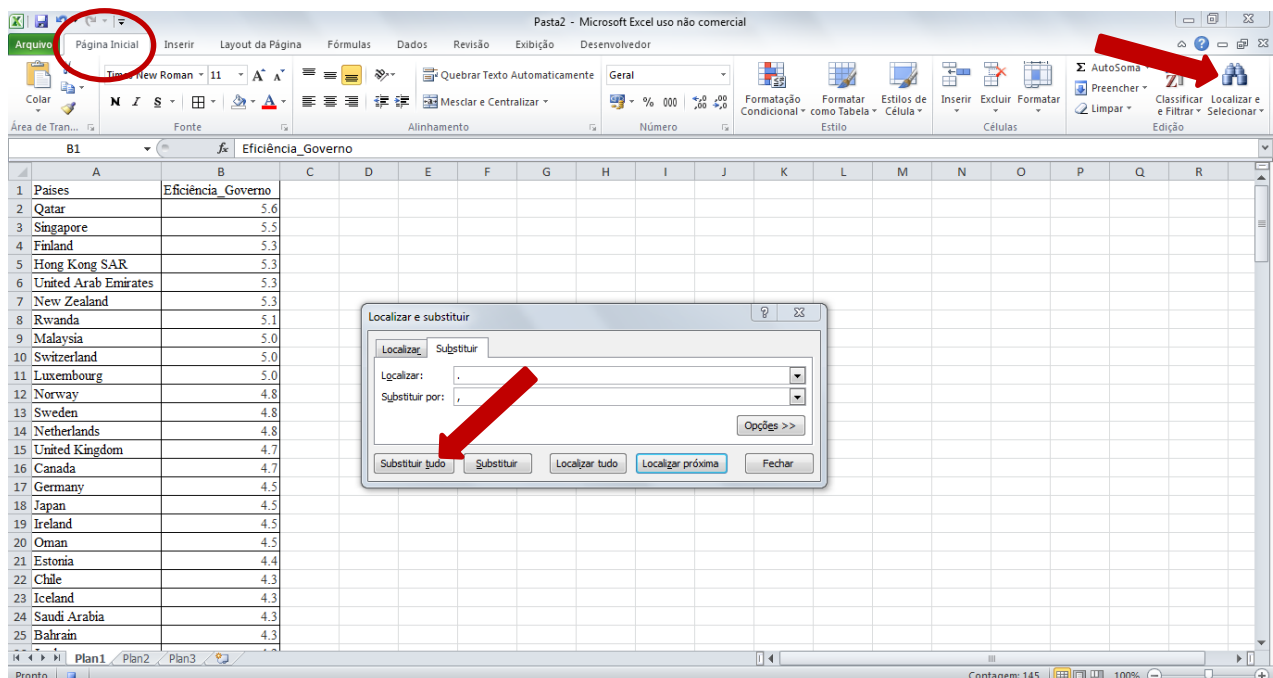 Pasta2 - Microsoft Excel uso não comercial
Arquivo Página Inicial Inserir Layout da Página Fórmulas Dados Revisão Exibição Desenvolvedor
New Roman 11 A A Quebrar Texto Automaticamente Geral Σ AutoSoma
Preencher
Colar N I S A Mesclar e Centralizar % 000 Formatação Condicional Formatar como Tabela Estilos de Célula Inserir Excluir Formatar Limpar Classificar e Filtrar Localizar e Selecionar
Área de Tran... Fonte Alinhamento Número Estilo Células Edição
B1 fx Eficiência_Governo
A B C D E F G H I J K L M N O P Q R
1 Paises Eficiência_Governo
2 Qatar 5.6
3 Singapore 5.5
4 Finland 5.3
5 Hong Kong SAR 5.3
6 United Arab Emirates 5.3
7 New Zealand 5.3
8 Rwanda 5.1
9 Malaysia 5.0
10 Switzerland 5.0
11 Luxembourg 5.0
12 Norway 4.8
13 Sweden 4.8
14 Netherlands 4.8
15 United Kingdom 4.7
16 Canada 4.7
17 Germany 4.5
18 Japan 4.5
19 Ireland 4.5
20 Oman 4.5
21 Estonia 4.4
22 Chile 4.3
23 Iceland 4.3
24 Saudi Arabia 4.3
25 Bahrain 4.3
Localizar e substituir
Localizar Substituir
Localizar: .
Substituir por: ,
Opções >>
Substituir tudo Substituir Localizar tudo Localizar próxima Fechar
Plan1 Plan2 Plan3
Pronto Contagem: 145 100%